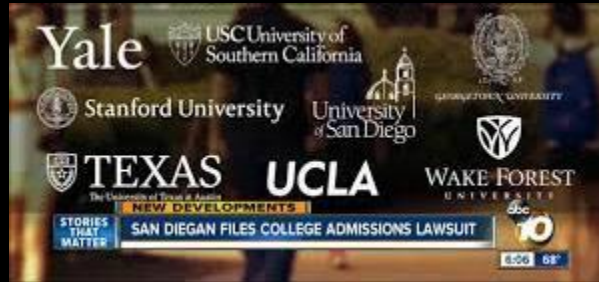 Yale
USC University of
Southern California
GEORGETOWN UNIVERSITY
Stanford University
University
of San Diego
TEXAS
The University of Texas at Austin
UCLA
WAKE FOREST
UNIVERSITY
NEW DEVELOPMENTS
STORIES
THAT
MATTER
SAN DIEGAN FILES COLLEGE ADMISSIONS LAWSUIT
abc
10
6:06 68°